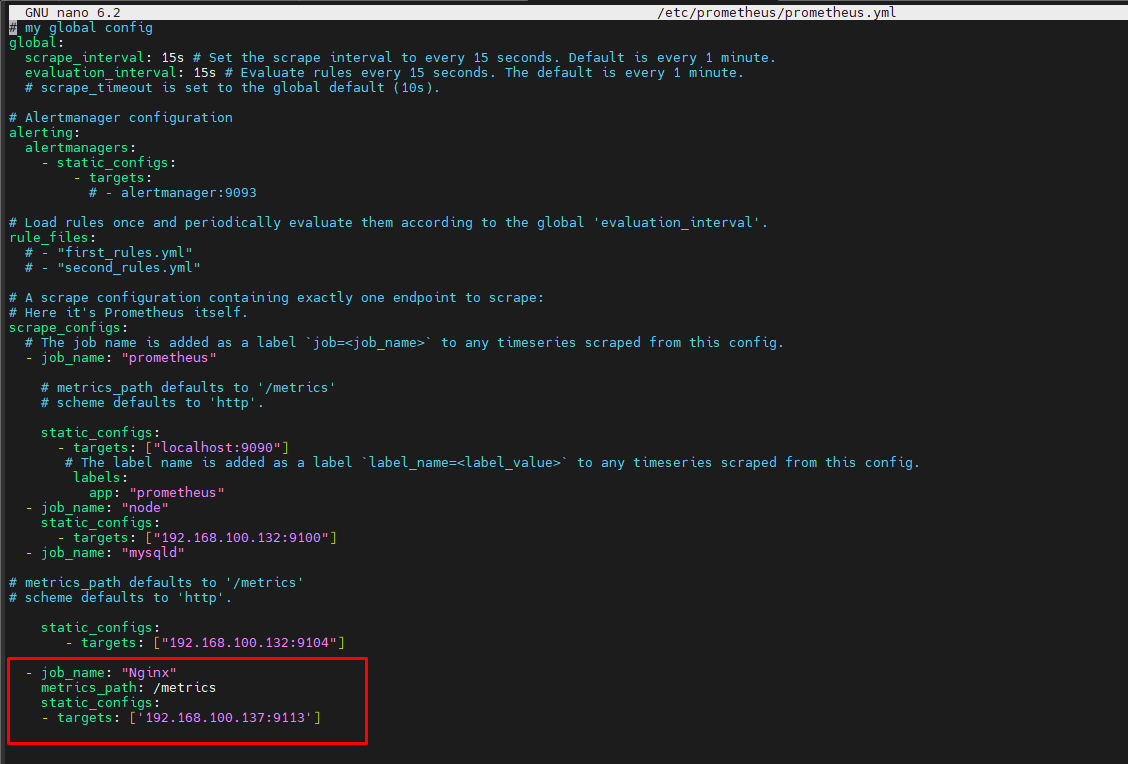 GNU nano 6.2 /etc/prometheus/prometheus.yml
# my global config
global:
  scrape_interval: 15s # Set the scrape interval to every 15 seconds. Default is every 1 minute.
  evaluation_interval: 15s # Evaluate rules every 15 seconds. The default is every 1 minute.
  # scrape_timeout is set to the global default (10s).

# Alertmanager configuration
alerting:
  alertmanagers:
    - static_configs:
        - targets:
          # - alertmanager:9093

# Load rules once and periodically evaluate them according to the global 'evaluation_interval'.
rule_files:
  # - "first_rules.yml"
  # - "second_rules.yml"

# A scrape configuration containing exactly one endpoint to scrape:
# Here it's Prometheus itself.
scrape_configs:
  # The job name is added as a label `job=<job_name>` to any timeseries scraped from this config.
  - job_name: "prometheus"

    # metrics_path defaults to '/metrics'
    # scheme defaults to 'http'.

    static_configs:
      - targets: ["localhost:9090"]
       # The label name is added as a label `label_name=<label_value>` to any timeseries scraped from this config.
        labels:
          app: "prometheus"
  - job_name: "node"
    static_configs:
      - targets: ["192.168.100.132:9100"]
  - job_name: "mysqld"

# metrics_path defaults to '/metrics'
# scheme defaults to 'http'.

    static_configs:
       - targets: ["192.168.100.132:9104"]

  - job_name: "Nginx"
    metrics_path: /metrics
    static_configs:
    - targets: ['192.168.100.137:9113']